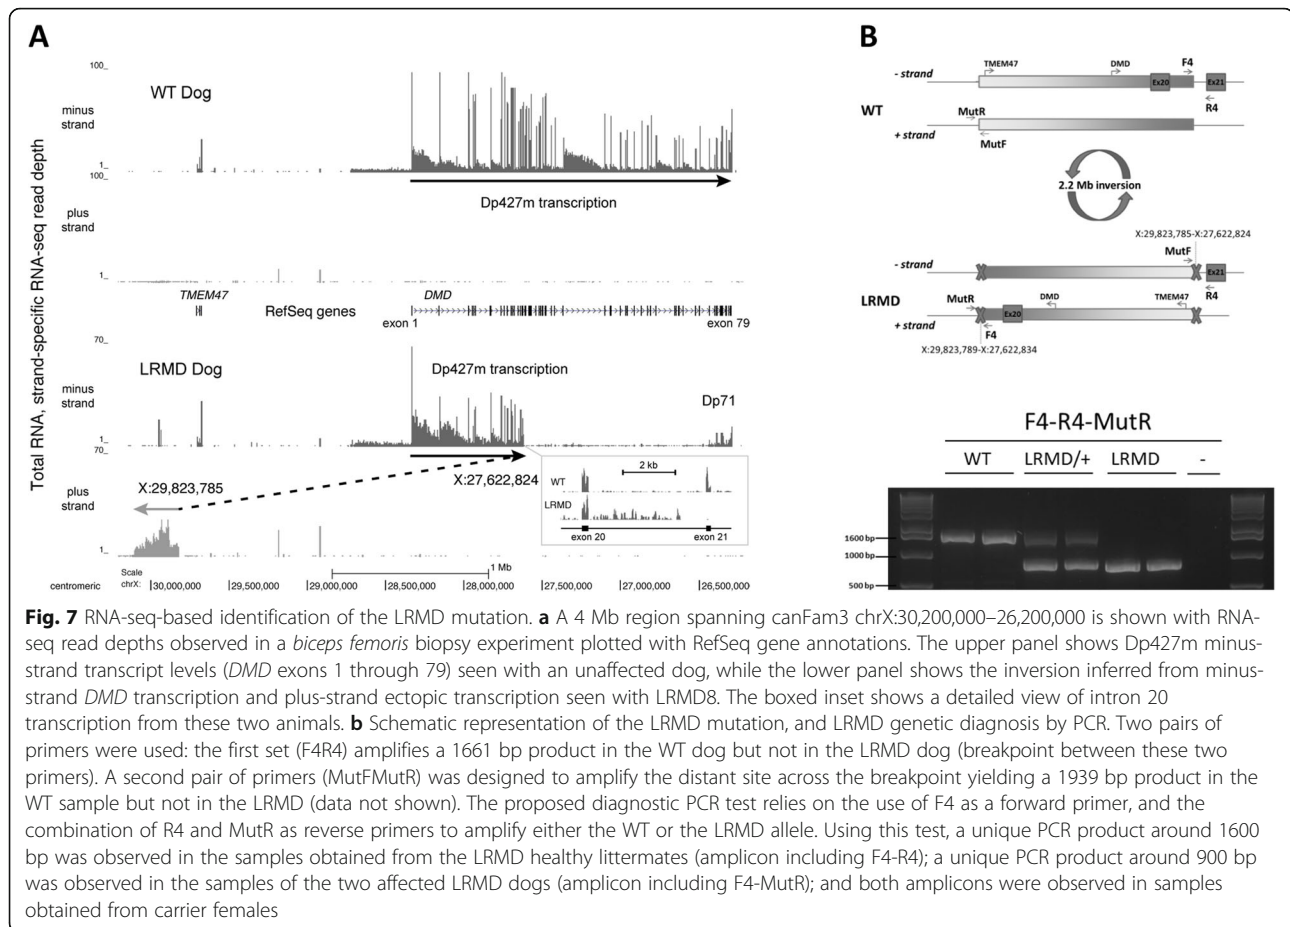 A
100_
WT Dog
minus
strand
1_
100_
Dp427m transcription
plus
strand
1_
TMEM47
RefSeq genes
DMD
exon 1
exon 79
70_
LRMD Dog
Dp427m transcription
minus
strand
Dp71
1_
70_
X:29,823,785
X:27,622,824
plus
strand
1_
2 kb
WT
LRMD
exon 20
exon 21
Total RNA, strand-specific RNA-seq read depth
Scale
1 Mb
centromeric
chrX:
|30,000,000
|29,500,000
|29,000,000
|28,500,000
|28,000,000
|27,500,000
|27,000,000
|26,500,000
B
- strand
TMEM47
DMD
F4
Ex20
Ex21
R4
WT
MutR
+ strand
MutF
2.2 Mb inversion
X:29,823,785-X:27,622,824
MutF
- strand
Ex21
R4
LRMD
MutR
DMD
TMEM47
Ex20
+ strand
F4
X:29,823,789-X:27,622,834
F4-R4-MutR
WT
LRMD/+
LRMD
-
1600 bp
1000 bp
500 bp
Fig. 7 RNA-seq-based identification of the LRMD mutation. a A 4 Mb region spanning canFam3 chrX:30,200,000–26,200,000 is shown with RNA-
seq read depths observed in a biceps femoris biopsy experiment plotted with RefSeq gene annotations. The upper panel shows Dp427m minus-
strand transcript levels (DMD exons 1 through 79) seen with an unaffected dog, while the lower panel shows the inversion inferred from minus-
strand DMD transcription and plus-strand ectopic transcription seen with LRMD8. The boxed inset shows a detailed view of intron 20
transcription from these two animals. b Schematic representation of the LRMD mutation, and LRMD genetic diagnosis by PCR. Two pairs of
primers were used: the first set (F4R4) amplifies a 1661 bp product in the WT dog but not in the LRMD dog (breakpoint between these two
primers). A second pair of primers (MutFMutR) was designed to amplify the distant site across the breakpoint yielding a 1939 bp product in the
WT sample but not in the LRMD (data not shown). The proposed diagnostic PCR test relies on the use of F4 as a forward primer, and the
combination of R4 and MutR as reverse primers to amplify either the WT or the LRMD allele. Using this test, a unique PCR product around 1600
bp was observed in the samples obtained from the LRMD healthy littermates (amplicon including F4-R4); a unique PCR product around 900 bp
was observed in the samples of the two affected LRMD dogs (amplicon including F4-MutR); and both amplicons were observed in samples
obtained from carrier females